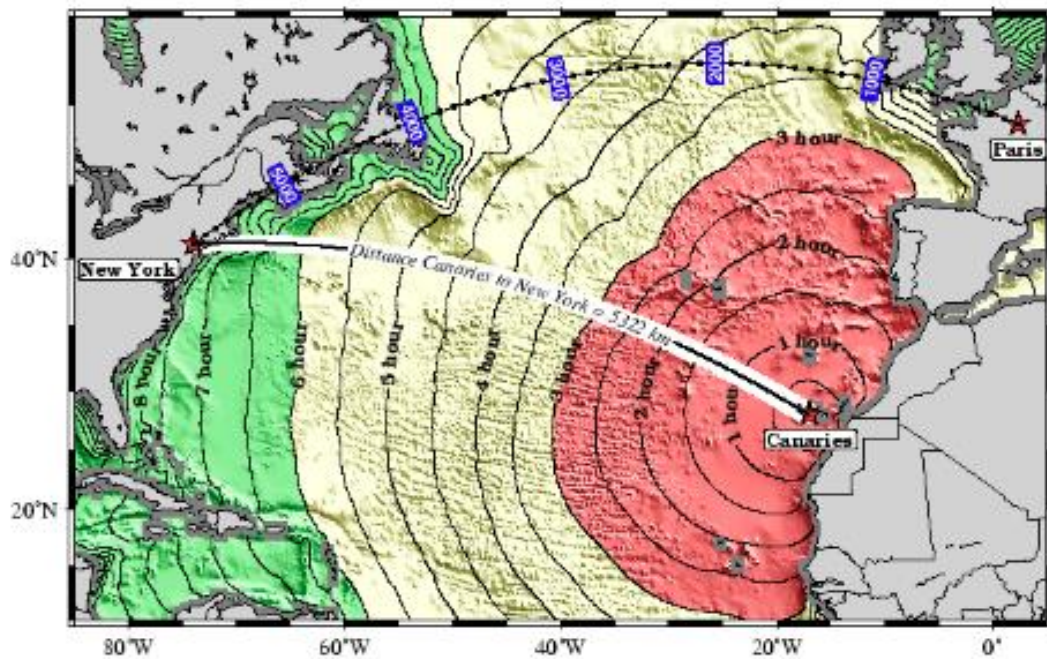 1000
2000
3000
4000
5000
3 hour
Paris
2 hour
40°N
New York
Distance Canaries to New York @ 5322 km
1 hour
8 hour
7 hour
6 hour
5 hour
4 hour
3 hour
2 hour
1 hour
Canaries
20°N
80°W
60°W
40°W
20°W
0°